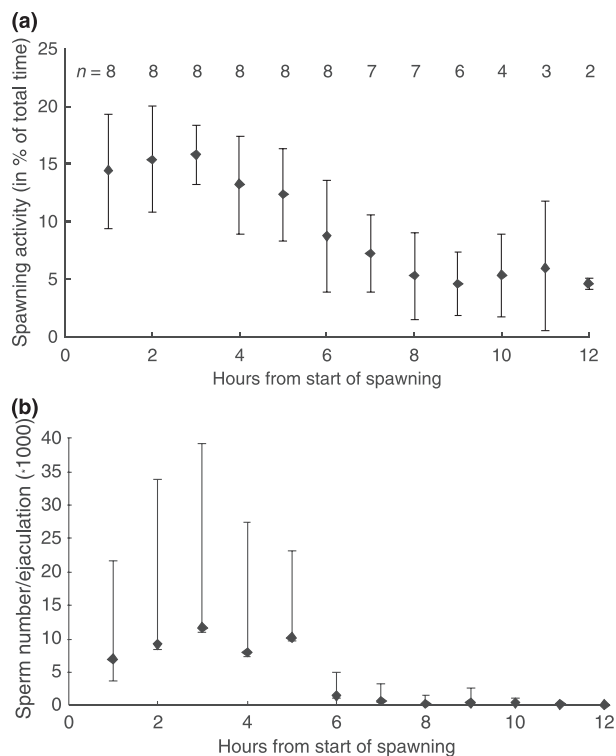 (a)
Spawning activity (in % of total time)
25
20
15
10
5
0
n = 8 8 8 8 8 8 7 7 6 4 3 2
0 2 4 6 8 10 12
Hours from start of spawning
(b)
Sperm number/ejaculation (·1000)
40
35
30
25
20
15
10
5
0
0 2 4 6 8 10 12
Hours from start of spawning